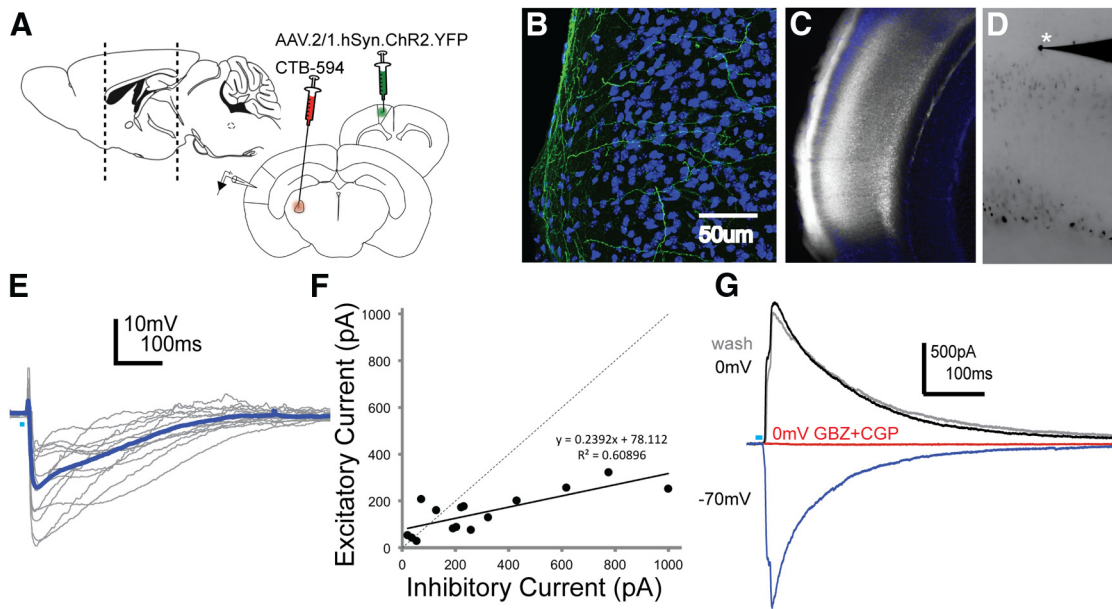 A
AAV.2/1.hSyn.ChR2.YFP
CTB-594
B
50um
C
D
*
E
10mV
100ms
F
Excitatory Current (pA)
1000
800
600
400
200
0
y = 0.2392x + 78.112
R² = 0.60896
0
200
400
600
800
1000
Inhibitory Current (pA)
G
wash
0mV
500pA
100ms
0mV GBZ+CGP
-70mV